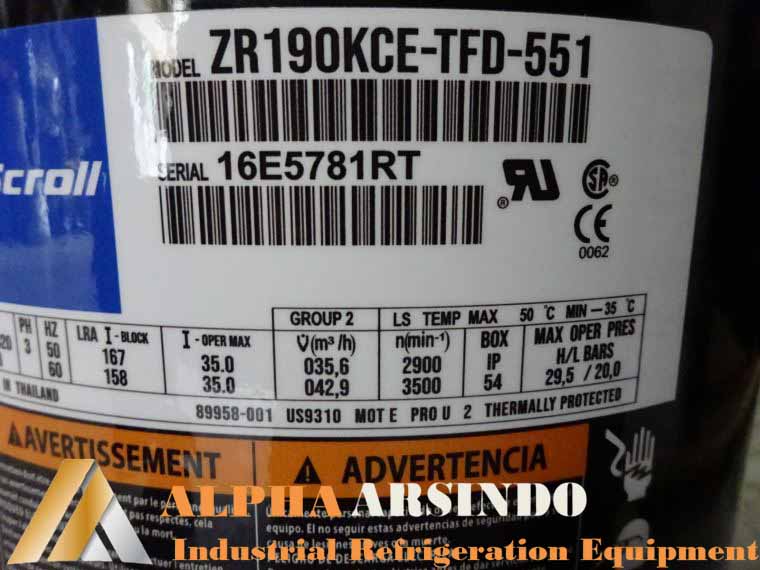 MODEL ZR190KCE-TFD-551
SERIAL 16E5781RT
Scroll
0062
PH HZ LRA I-BLOCK I-OPER MAX
3 50 167 35.0
60 158 35.0
GROUP 2 LS TEMP MAX 50 °C MIN -35 °C
V̇(m³/h) n(min-¹) BOX MAX OPER PRES
035,6 2900 IP H/L BARS
042,9 3500 54 29,5 / 20,0
IN THAILAND
89958-001 US9310 MOT E PRO U 2 THERMALLY PROTECTED
AVERTISSEMENT ADVERTENCIA
ALPHA ARSINDO
Industrial Refrigeration Equipment
equipo. El no seguir estas advertencias de